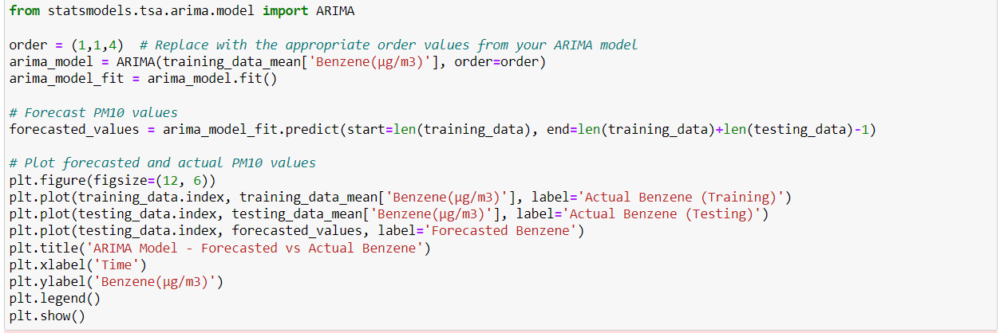 from statsmodels.tsa.arima.model import ARIMA
order = (1,1,4)  # Replace with the appropriate order values from your ARIMA model
arima_model = ARIMA(training_data_mean['Benzene(µg/m3)'], order=order)
arima_model_fit = arima_model.fit()
# Forecast PM10 values
forecasted_values = arima_model_fit.predict(start=len(training_data), end=len(training_data)+len(testing_data)-1)
# Plot forecasted and actual PM10 values
plt.figure(figsize=(12, 6))
plt.plot(training_data.index, training_data_mean['Benzene(µg/m3)'], label='Actual Benzene (Training)')
plt.plot(testing_data.index, testing_data_mean['Benzene(µg/m3)'], label='Actual Benzene (Testing)')
plt.plot(testing_data.index, forecasted_values, label='Forecasted Benzene')
plt.title('ARIMA Model - Forecasted vs Actual Benzene')
plt.xlabel('Time')
plt.ylabel('Benzene(µg/m3)')
plt.legend()
plt.show()